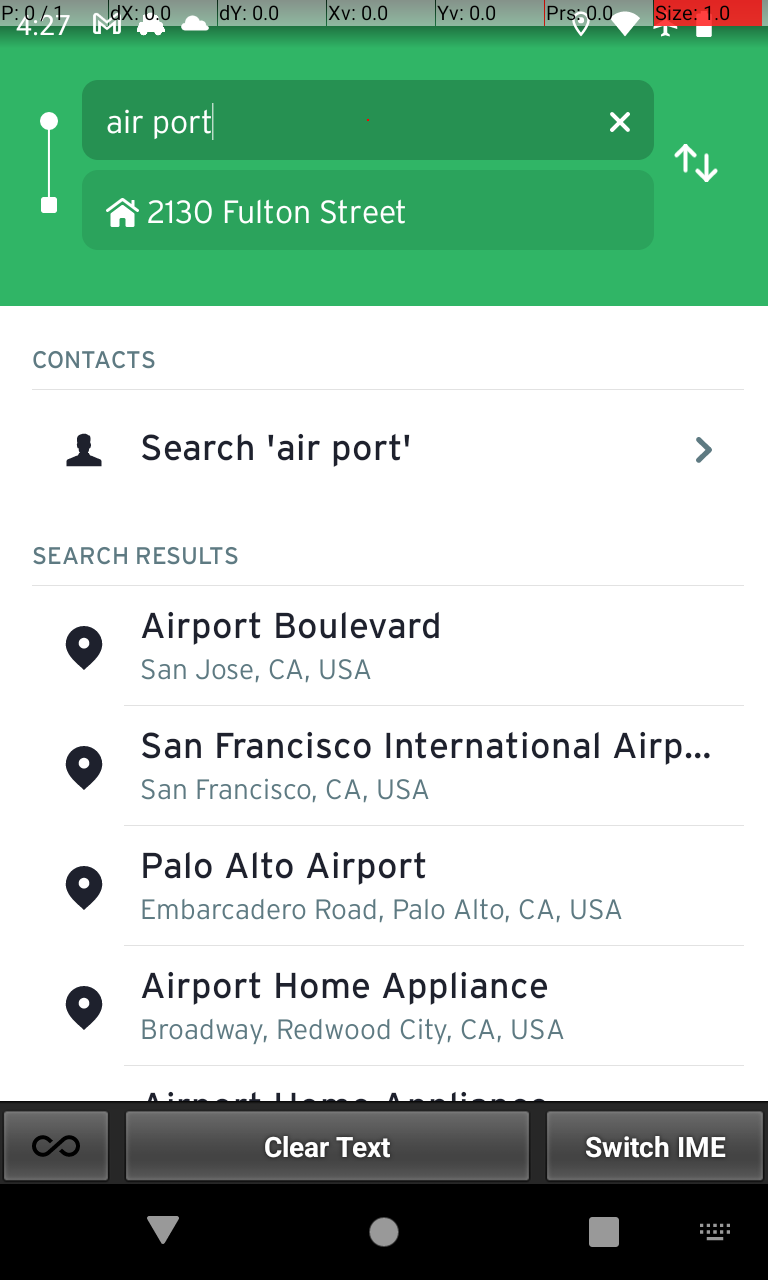 P: 0 / 1 dX: 0.0 dY: 0.0 Xv: 0.0 Yv: 0.0 Prs: 0.0 Size: 1.0
4:27
air port
2130 Fulton Street
CONTACTS
Search 'air port'
SEARCH RESULTS
Airport Boulevard
San Jose, CA, USA
San Francisco International Airp...
San Francisco, CA, USA
Palo Alto Airport
Embarcadero Road, Palo Alto, CA, USA
Airport Home Appliance
Broadway, Redwood City, CA, USA
Airport Home Appliance
Clear Text
Switch IME